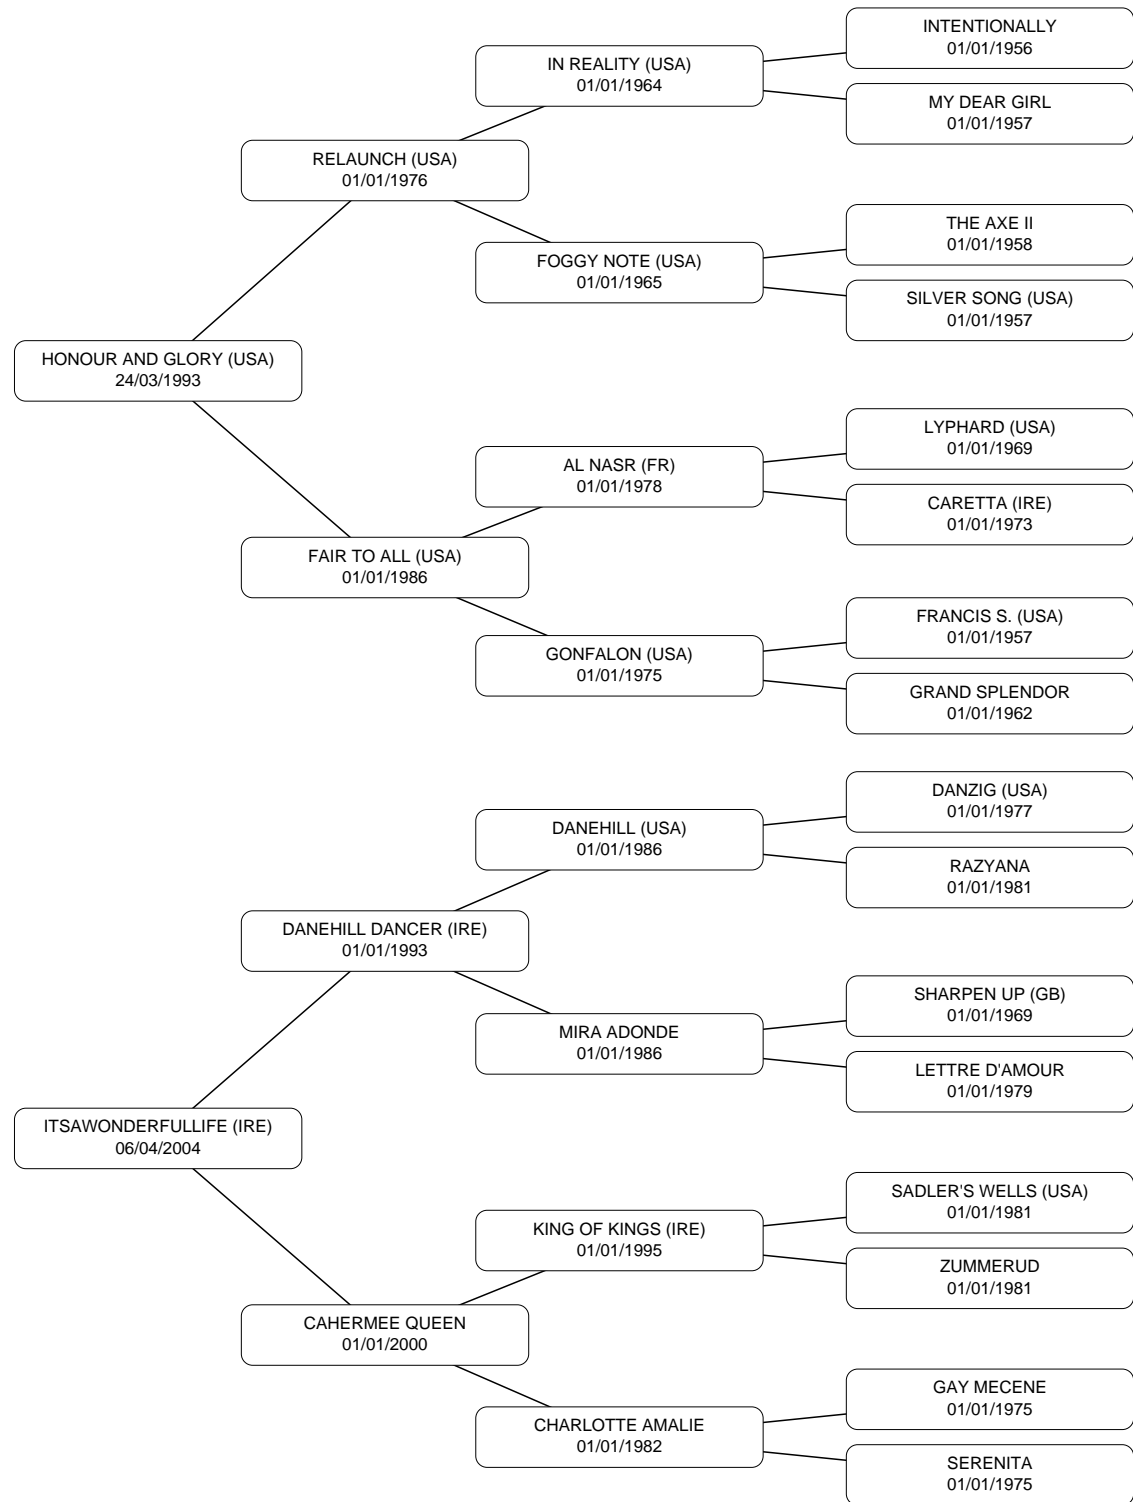 INTENTIONALLY
01/01/1956
IN REALITY (USA)
01/01/1964
MY DEAR GIRL
01/01/1957
RELAUNCH (USA)
01/01/1976
THE AXE II
01/01/1958
FOGGY NOTE (USA)
01/01/1965
SILVER SONG (USA)
01/01/1957
HONOUR AND GLORY (USA)
24/03/1993
LYPHARD (USA)
01/01/1969
AL NASR (FR)
01/01/1978
CARETTA (IRE)
01/01/1973
FAIR TO ALL (USA)
01/01/1986
FRANCIS S. (USA)
01/01/1957
GONFALON (USA)
01/01/1975
GRAND SPLENDOR
01/01/1962
DANZIG (USA)
01/01/1977
DANEHILL (USA)
01/01/1986
RAZYANA
01/01/1981
DANEHILL DANCER (IRE)
01/01/1993
SHARPEN UP (GB)
01/01/1969
MIRA ADONDE
01/01/1986
LETTRE D'AMOUR
01/01/1979
ITSAWONDERFULLIFE (IRE)
06/04/2004
SADLER'S WELLS (USA)
01/01/1981
KING OF KINGS (IRE)
01/01/1995
ZUMMERUD
01/01/1981
CAHERMEE QUEEN
01/01/2000
GAY MECENE
01/01/1975
CHARLOTTE AMALIE
01/01/1982
SERENITA
01/01/1975